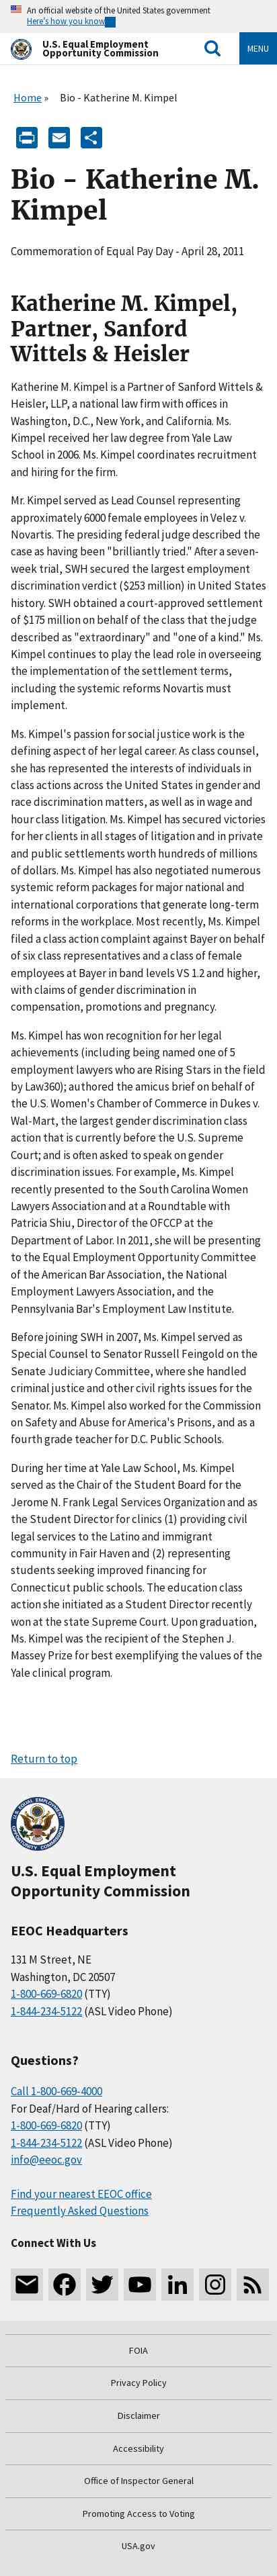 An official website of the United States government
Here's how you know
U.S. Equal Employment
Opportunity Commission
MENU
Home » Bio - Katherine M. Kimpel
Bio - Katherine M.
Kimpel
Commemoration of Equal Pay Day - April 28, 2011
Katherine M. Kimpel,
Partner, Sanford
Wittels & Heisler
Katherine M. Kimpel is a Partner of Sanford Wittels &
Heisler, LLP, a national law firm with offices in
Washington, D.C., New York, and California. Ms.
Kimpel received her law degree from Yale Law
School in 2006. Ms. Kimpel coordinates recruitment
and hiring for the firm.
Mr. Kimpel served as Lead Counsel representing
approximately 6000 female employees in Velez v.
Novartis. The presiding federal judge described the
case as having been "brilliantly tried." After a seven-
week trial, SWH secured the largest employment
discrimination verdict ($253 million) in United States
history. SWH obtained a court-approved settlement
of $175 million on behalf of the class that the judge
described as "extraordinary" and "one of a kind." Ms.
Kimpel continues to play the lead role in overseeing
the implementation of the settlement terms,
including the systemic reforms Novartis must
implement.
Ms. Kimpel's passion for social justice work is the
defining aspect of her legal career. As class counsel,
she has represented the interests of individuals in
class actions across the United States in gender and
race discrimination matters, as well as in wage and
hour class litigation. Ms. Kimpel has secured victories
for her clients in all stages of litigation and in private
and public settlements worth hundreds of millions
of dollars. Ms. Kimpel has also negotiated numerous
systemic reform packages for major national and
international corporations that generate long-term
reforms in the workplace. Most recently, Ms. Kimpel
filed a class action complaint against Bayer on behalf
of six class representatives and a class of female
employees at Bayer in band levels VS 1.2 and higher,
with claims of gender discrimination in
compensation, promotions and pregnancy.
Ms. Kimpel has won recognition for her legal
achievements (including being named one of 5
employment lawyers who are Rising Stars in the field
by Law360); authored the amicus brief on behalf of
the U.S. Women's Chamber of Commerce in Dukes v.
Wal-Mart, the largest gender discrimination class
action that is currently before the U.S. Supreme
Court; and is often asked to speak on gender
discrimination issues. For example, Ms. Kimpel
recently presented to the South Carolina Women
Lawyers Association and at a Roundtable with
Patricia Shiu, Director of the OFCCP at the
Department of Labor. In 2011, she will be presenting
to the Equal Employment Opportunity Committee
of the American Bar Association, the National
Employment Lawyers Association, and the
Pennsylvania Bar's Employment Law Institute.
Before joining SWH in 2007, Ms. Kimpel served as
Special Counsel to Senator Russell Feingold on the
Senate Judiciary Committee, where she handled
criminal justice and other civil rights issues for the
Senator. Ms. Kimpel also worked for the Commission
on Safety and Abuse for America's Prisons, and as a
fourth grade teacher for D.C. Public Schools.
During her time at Yale Law School, Ms. Kimpel
served as the Chair of the Student Board for the
Jerome N. Frank Legal Services Organization and as
the Student Director for clinics (1) providing civil
legal services to the Latino and immigrant
community in Fair Haven and (2) representing
students seeking additional financing for
Connecticut public schools. The education class
action she initiated as a Student Director recently
won at the state Supreme Court. Upon graduation,
Ms. Kimpel was the recipient of the Stephen J.
Massey Prize for best exemplifying the values of the
Yale clinical program.
Return to top
U.S. Equal Employment
Opportunity Commission
EEOC Headquarters
131 M Street, NE
Washington, DC 20507
1-800-669-6820 (TTY)
1-844-234-5122 (ASL Video Phone)
Questions?
Call 1-800-669-4000
For Deaf/Hard of Hearing callers:
1-800-669-6820 (TTY)
1-844-234-5122 (ASL Video Phone)
info@eeoc.gov
Find your nearest EEOC office
Frequently Asked Questions
Connect With Us
FOIA
Privacy Policy
Disclaimer
Accessibility
Office of Inspector General
Promoting Access to Voting
USA.gov